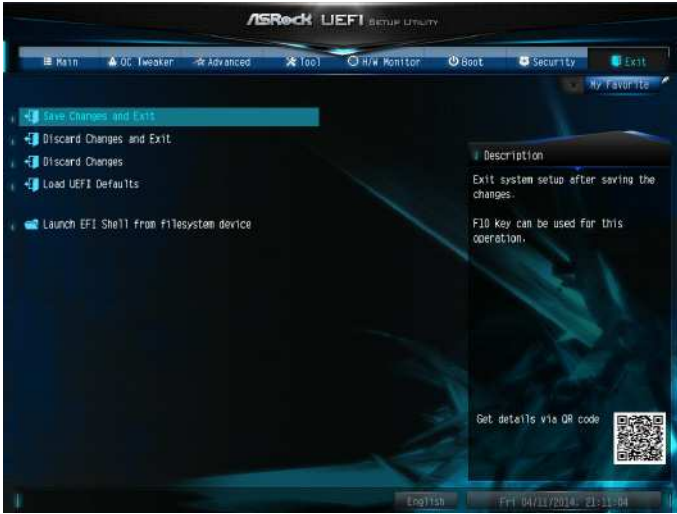 ASRock UEFI SETUP UTILITY
Main OC Tweaker Advanced Tool H/W Monitor Boot Security Exit
My Favorite
Save Changes and Exit
Discard Changes and Exit
Discard Changes
Load UEFI Defaults
Launch EFI Shell from filesystem device
Description
Exit system setup after saving the
changes.
F10 key can be used for this
operation.
Get details via QR code
English
Fri 04/11/2014, 21:11:04